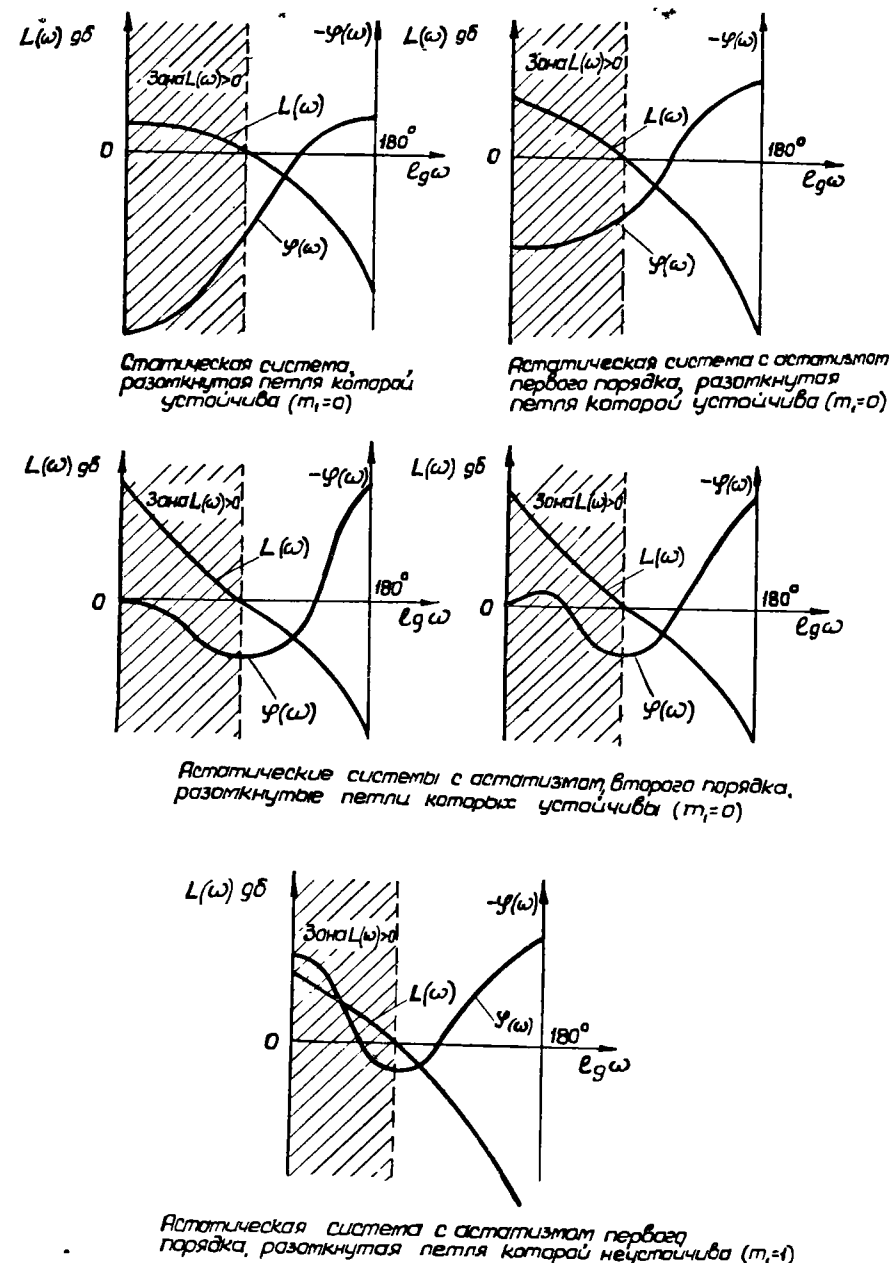 L(ω) дб
-φ(ω)
Зона L(ω)>0
L(ω)
0
180°
lgω
φ(ω)
Статическая система,
разомкнутая петля которой
устойчива (m₁=0)
L(ω) дб
-φ(ω)
Зона L(ω)>0
L(ω)
0
180°
lgω
φ(ω)
Астатическая система с астатизмом
первого порядка, разомкнутая
петля которой устойчива (m₁=0)
L(ω) дб
-φ(ω)
Зона L(ω)>0
L(ω)
0
180°
lgω
φ(ω)
L(ω) дб
-φ(ω)
Зона L(ω)>0
L(ω)
0
180°
lgω
φ(ω)
Астатические системы с астатизмом второго порядка,
разомкнутые петли которых устойчивы (m₁=0)
L(ω) дб
-φ(ω)
Зона L(ω)>0
L(ω)
φ(ω)
0
180°
lgω
Астатическая система с астатизмом первого
порядка, разомкнутая петля которой неустойчива (m₁=1)